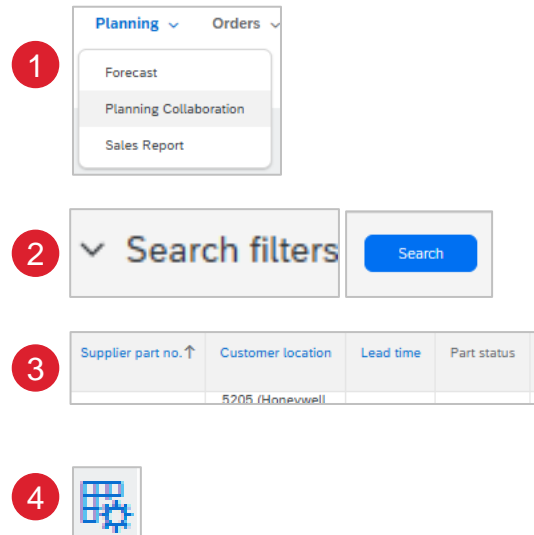 Planning Orders
1
Forecast
Planning Collaboration
Sales Report
2 Search filters Search
Supplier part no.↑ Customer location Lead time Part status
3
5205 (Honeywell
4